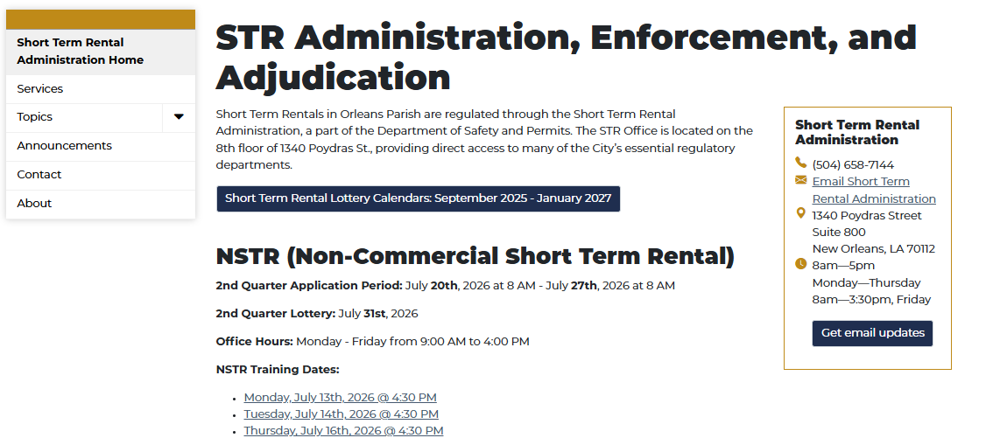 Short Term Rental
Administration Home
Services
Topics
Announcements
Contact
About
STR Administration, Enforcement, and
Adjudication
Short Term Rentals in Orleans Parish are regulated through the Short Term Rental
Administration, a part of the Department of Safety and Permits. The STR Office is located on the
8th floor of 1340 Poydras St., providing direct access to many of the City’s essential regulatory
departments.
Short Term Rental Lottery Calendars: September 2025 - January 2027
NSTR (Non-Commercial Short Term Rental)
2nd Quarter Application Period: July 20th, 2026 at 8 AM - July 27th, 2026 at 8 AM
2nd Quarter Lottery: July 31st, 2026
Office Hours: Monday - Friday from 9:00 AM to 4:00 PM
NSTR Training Dates:
• Monday, July 13th, 2026 @ 4:30 PM
• Tuesday, July 14th, 2026 @ 4:30 PM
• Thursday, July 16th, 2026 @ 4:30 PM
Short Term Rental
Administration
(504) 658-7144
Email Short Term
Rental Administration
1340 Poydras Street
Suite 800
New Orleans, LA 70112
8am—5pm
Monday—Thursday
8am—3:30pm, Friday
Get email updates